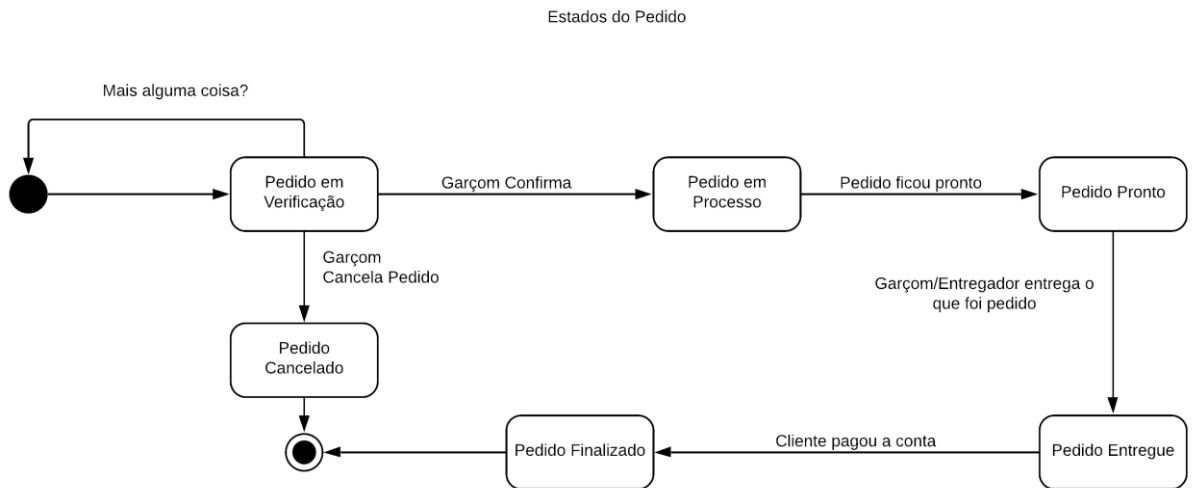 Estados do Pedido
Mais alguma coisa?
Pedido em
Verificação
Garçom Confirma
Pedido em
Processo
Pedido ficou pronto
Pedido Pronto
Garçom
Cancela Pedido
Garçom/Entregador entrega o
que foi pedido
Pedido
Cancelado
Pedido Finalizado
Cliente pagou a conta
Pedido Entregue